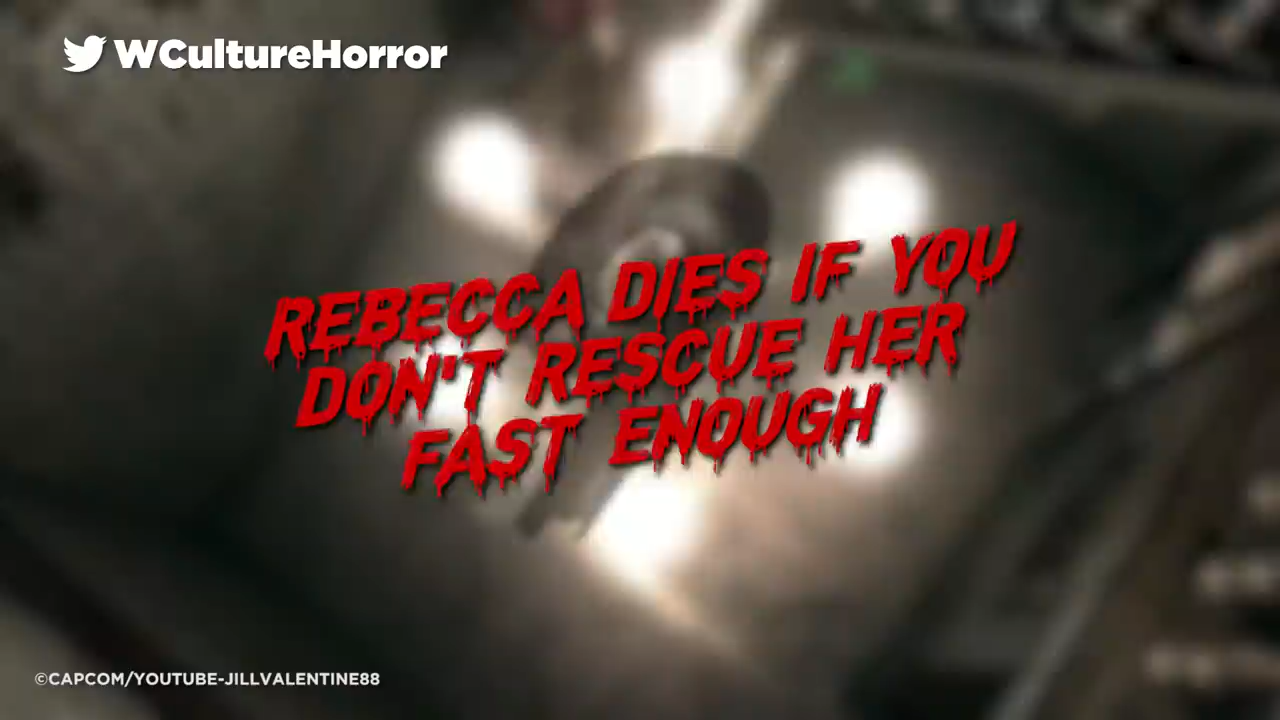 WCultureHorror
REBECCA DIES IF YOU
DON'T RESCUE HER
FAST ENOUGH
©CAPCOM/YOUTUBE-JILLVALENTINE88